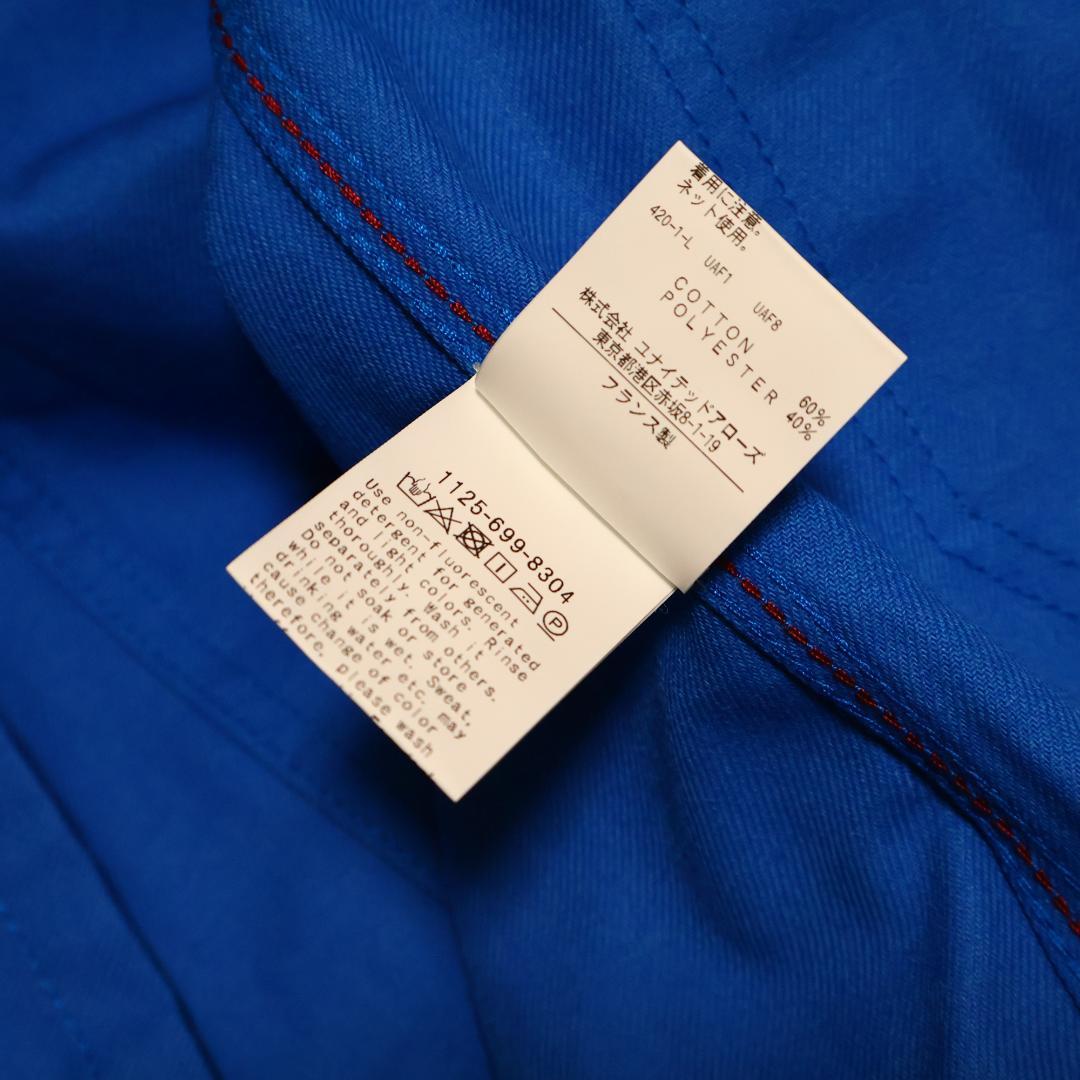 着用に注意。
ネット使用。
420-1-L UAF1 UAF8
COTTON 60%
POLYESTER 40%
株式会社 ユナイテッドアローズ
東京都港区赤坂8-1-19
フランス製
1125-699-8304
P
Use non-fluorescent
detergent for generated
and light colors. Rinse
thoroughly. Wash it
separately from others.
Do not soak or store
while it is wet. Sweat,
drinking water etc. may
cause change of color
therefore, please wash